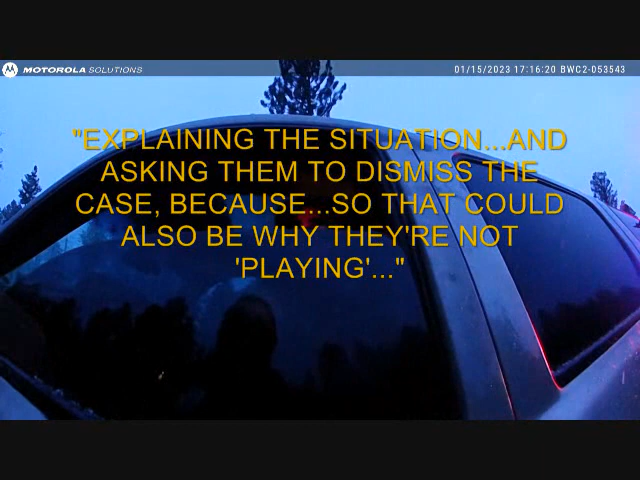 MOTOROLA SOLUTIONS
01/15/2023 17:16:20 BWC2-053543
"EXPLAINING THE SITUATION...AND
ASKING THEM TO DISMISS THE
CASE, BECAUSE...SO THAT COULD
ALSO BE WHY THEY'RE NOT
'PLAYING'..."